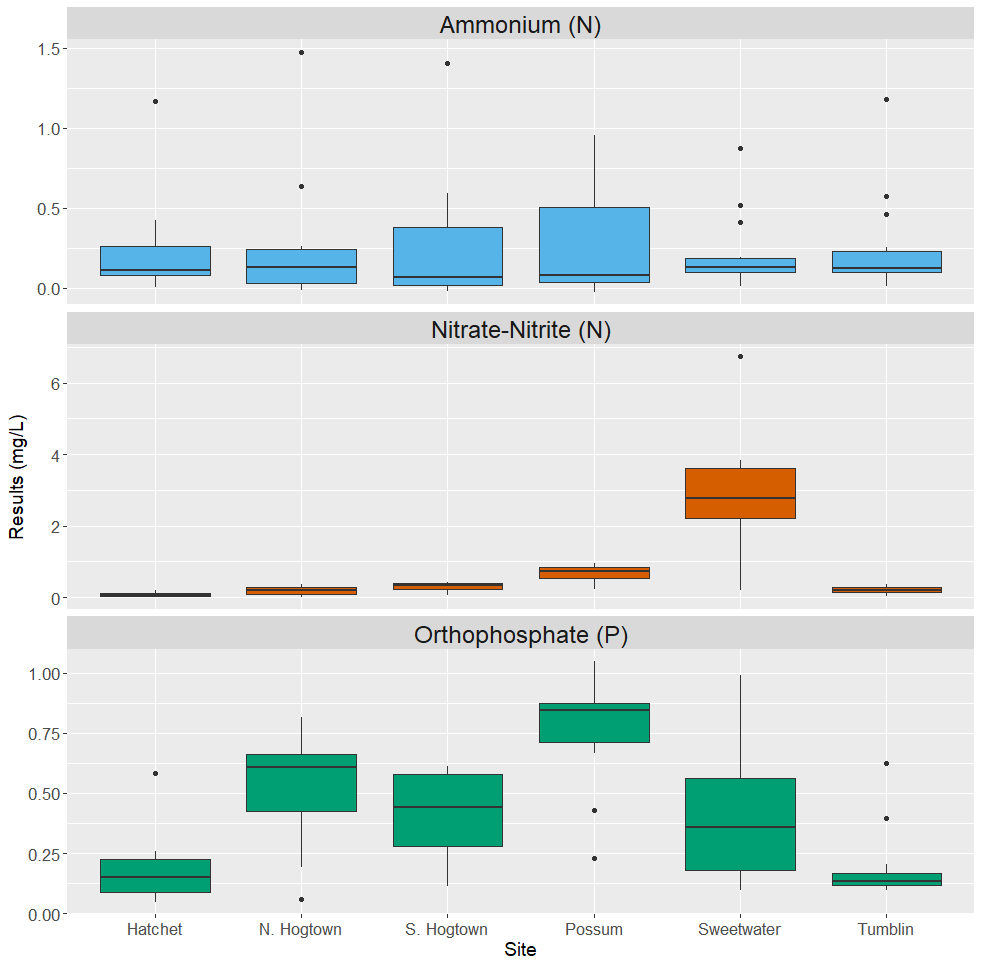 Ammonium (N)
1.5
1.0
0.5
0.0
Nitrate-Nitrite (N)
6
4
2
0
Results (mg/L)
Orthophosphate (P)
1.00
0.75
0.50
0.25
0.00
Hatchet N. Hogtown S. Hogtown Possum Sweetwater Tumblin
Site